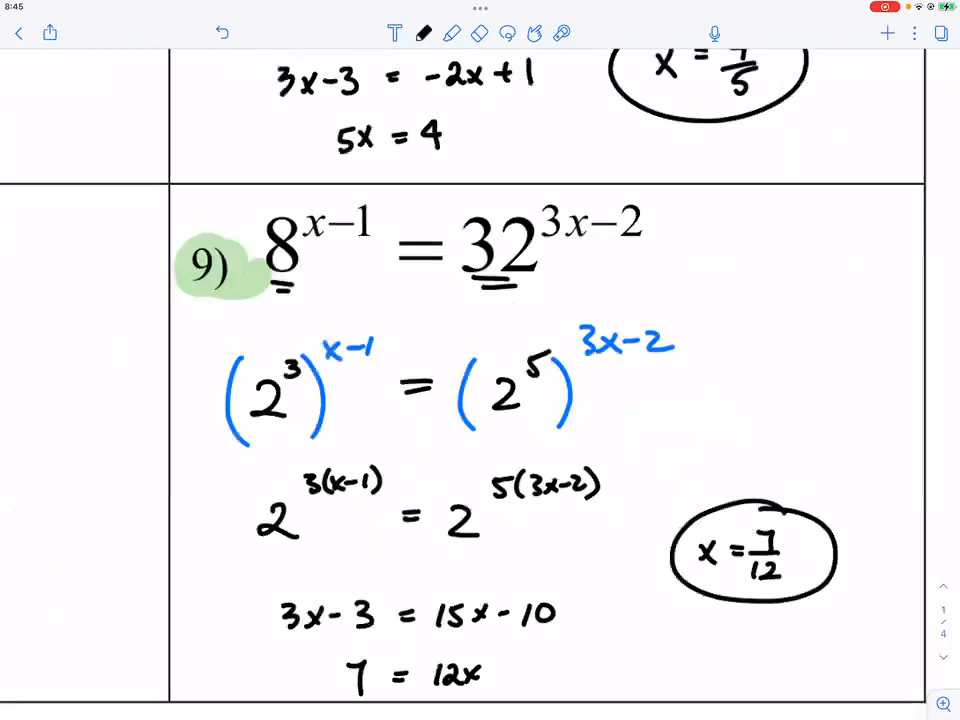 8:45
3x-3 = -2x+1
x = 4/5
5x = 4
9) 8^{x-1} = 32^{3x-2}
(2^3)^{x-1} = (2^5)^{3x-2}
2^{3(x-1)} = 2^{5(3x-2)}
x = 7/12
3x-3 = 15x-10
7 = 12x
1
/
4